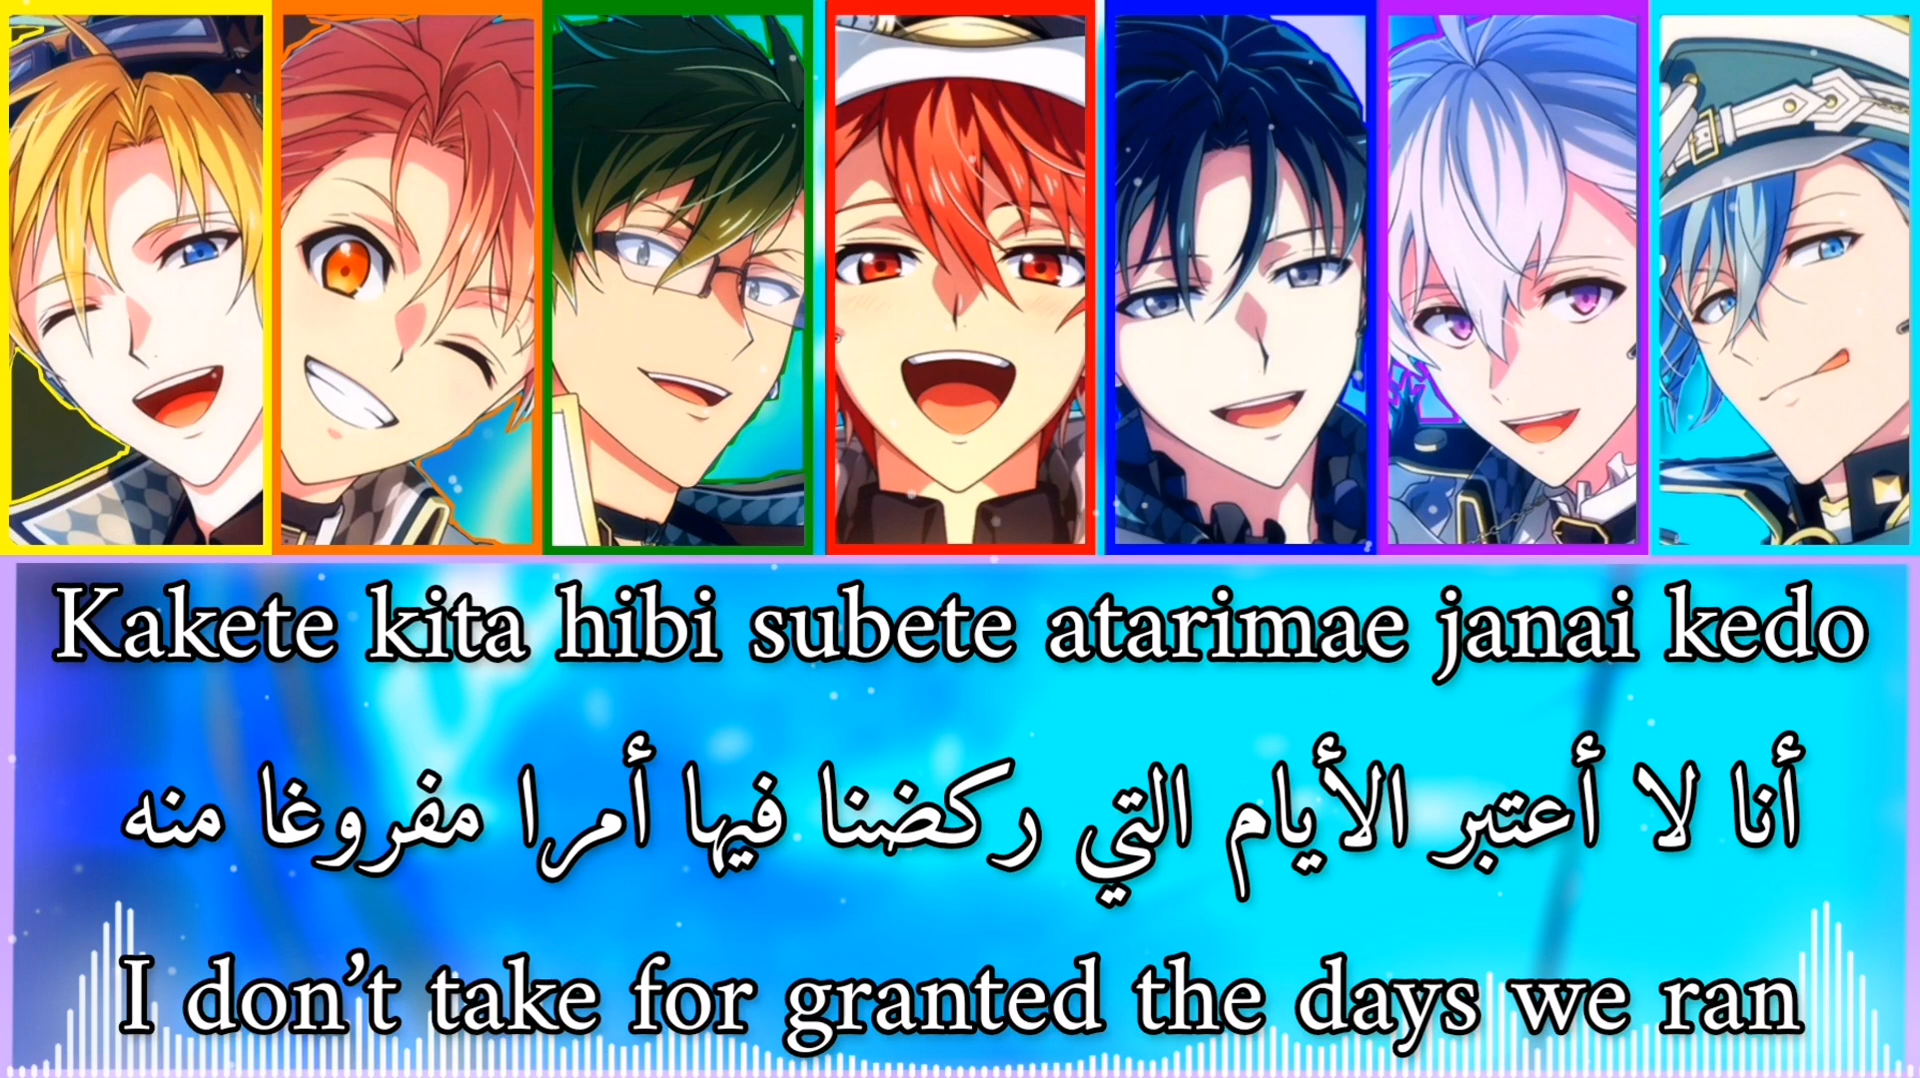 Kakete kita hibi subete atarimae janai kedo
أنا لا أعتبر الأيام التي ركضنا فيها أمرا مفروغا منه
I don’t take for granted the days we ran